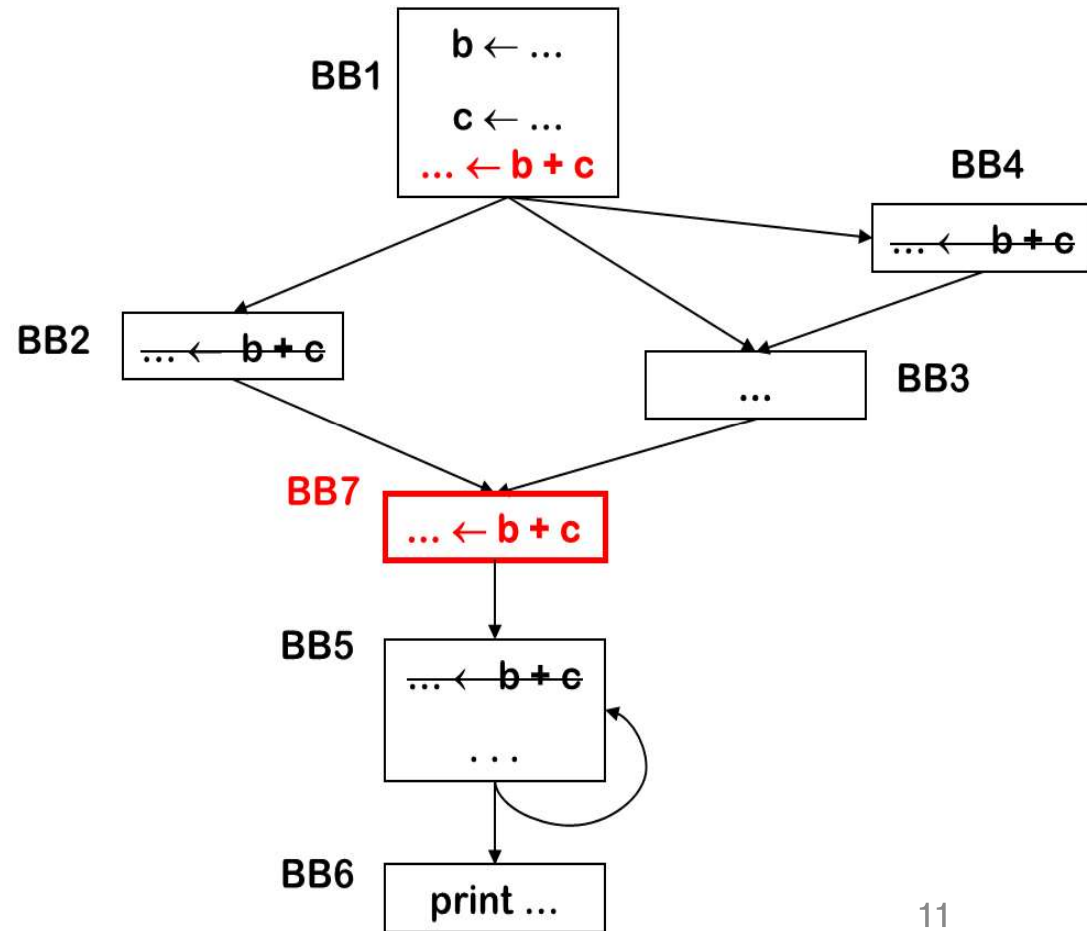 BB1
b ← ...
c ← ...
... ← b + c
BB4
... ← b + c
BB2
... ← b + c
BB3
...
BB7
... ← b + c
BB5
... ← b + c
. . .
BB6
print ...
11